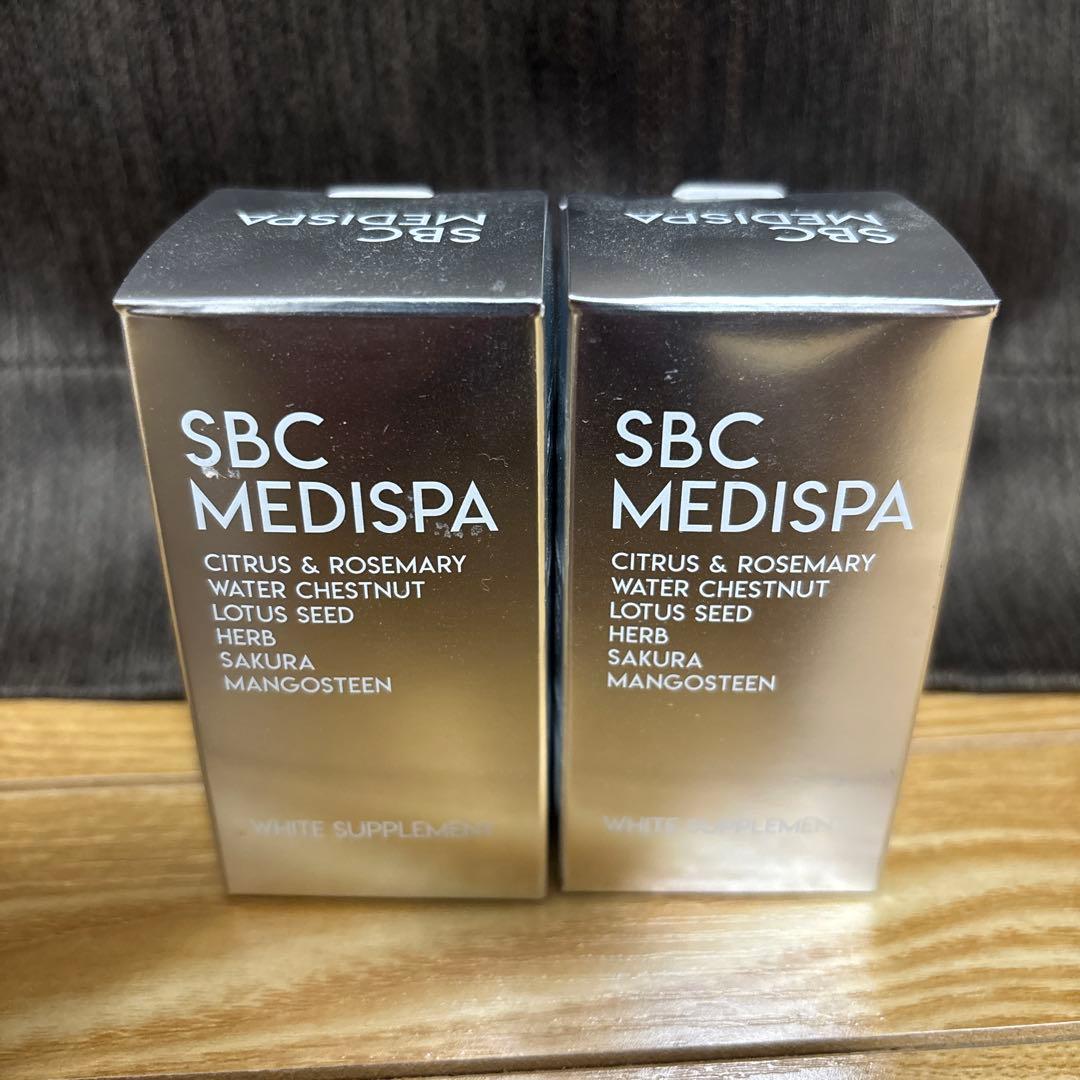 SBC
MEDISPA
SBC
MEDISPA
CITRUS & ROSEMARY
WATER CHESTNUT
LOTUS SEED
HERB
SAKURA
MANGOSTEEN
WHITE SUPPLEMENT
SBC
MEDISPA
SBC
MEDISPA
CITRUS & ROSEMARY
WATER CHESTNUT
LOTUS SEED
HERB
SAKURA
MANGOSTEEN
WHITE SUPPLEMENT